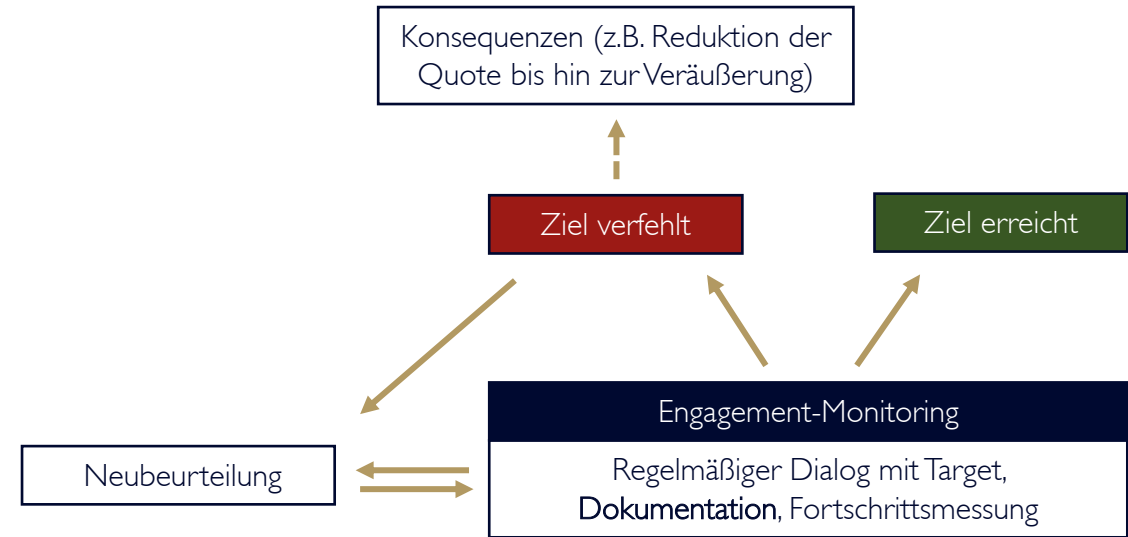 Konsequenzen (z.B. Reduktion der
Quote bis hin zur Veräußerung)
Ziel verfehlt
Ziel erreicht
Engagement-Monitoring
Neubeurteilung
Regelmäßiger Dialog mit Target,
Dokumentation, Fortschrittsmessung